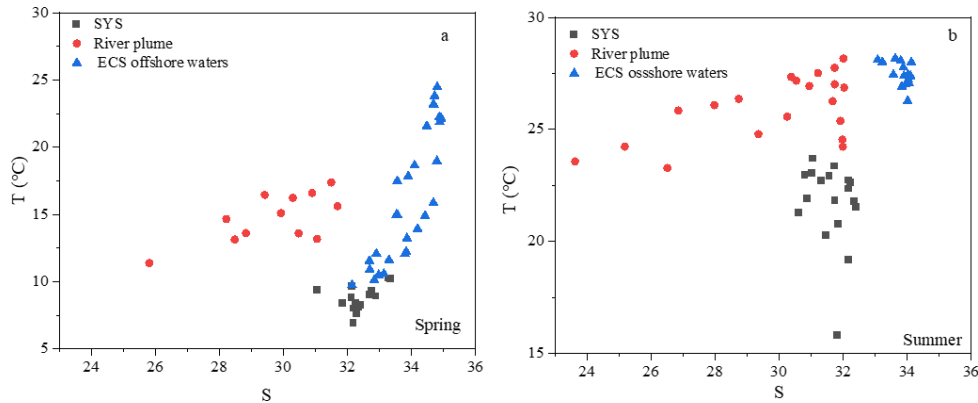 SYS
River plume
ECS offshore waters
a
T (°C)
30
25
20
15
10
5
24
26
28
30
32
34
36
Spring
S
SYS
River plume
ECS ossshore waters
b
T (°C)
30
25
20
15
24
26
28
30
32
34
36
Summer
S